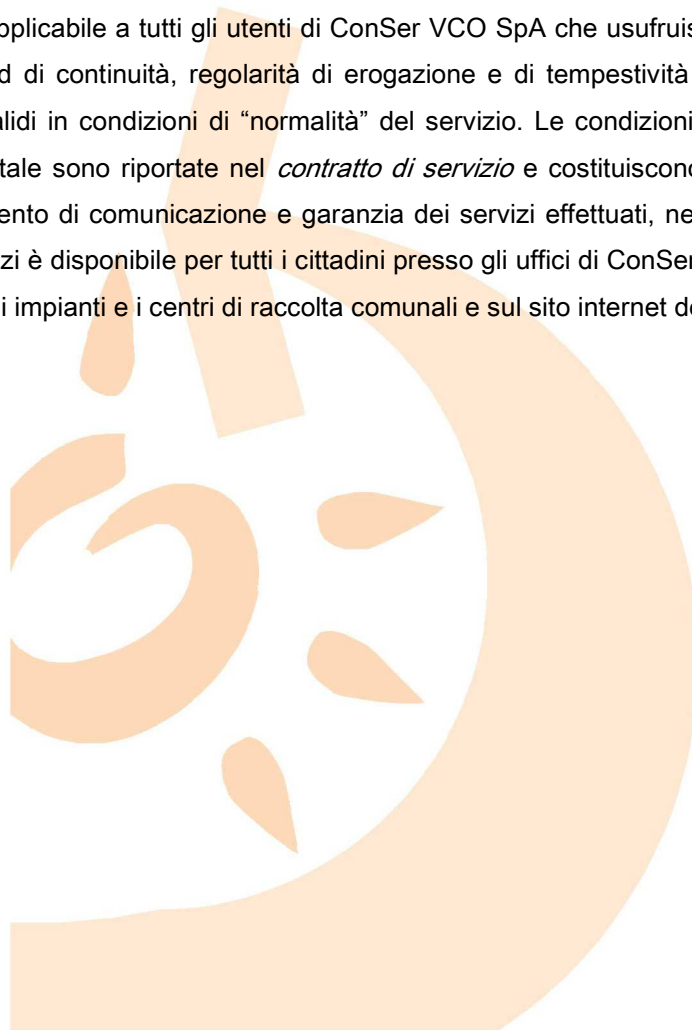 pplicabile a tutti gli utenti di ConSer VCO SpA che usufruis
d di continuità, regolarità di erogazione e di tempestività
alidi in condizioni di “normalità” del servizio. Le condizioni
tale sono riportate nel contratto di servizio e costituiscono
ento di comunicazione e garanzia dei servizi effettuati, ne
zi è disponibile per tutti i cittadini presso gli uffici di ConSer
i impianti e i centri di raccolta comunali e sul sito internet de